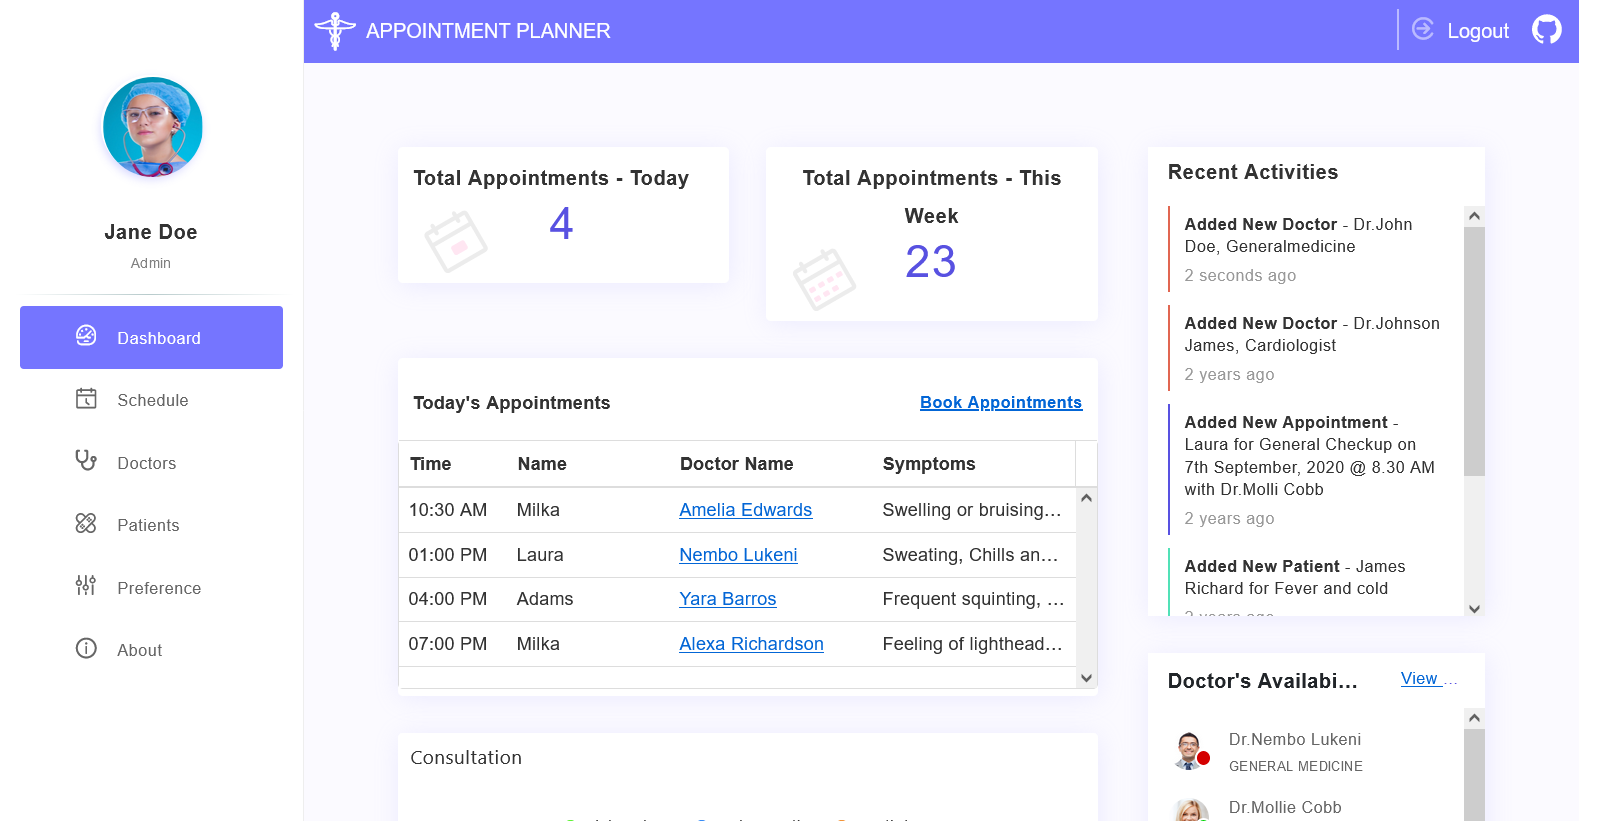 APPOINTMENT PLANNER
Logout
Jane Doe
Admin
Dashboard
Schedule
Doctors
Patients
Preference
About
Total Appointments - Today
4
Total Appointments - This
Week
23
Today's Appointments
Book Appointments
Time Name Doctor Name Symptoms
10:30 AM Milka Amelia Edwards Swelling or bruising...
01:00 PM Laura Nembo Lukeni Sweating, Chills an...
04:00 PM Adams Yara Barros Frequent squinting, ...
07:00 PM Milka Alexa Richardson Feeling of lighthead...
Consultation
Recent Activities
Added New Doctor - Dr.John
Doe, Generalmedicine
2 seconds ago
Added New Doctor - Dr.Johnson
James, Cardiologist
2 years ago
Added New Appointment -
Laura for General Checkup on
7th September, 2020 @ 8.30 AM
with Dr.Molli Cobb
2 years ago
Added New Patient - James
Richard for Fever and cold
2 years ago
Doctor's Availabi...
View ...
Dr.Nembo Lukeni
GENERAL MEDICINE
Dr.Mollie Cobb